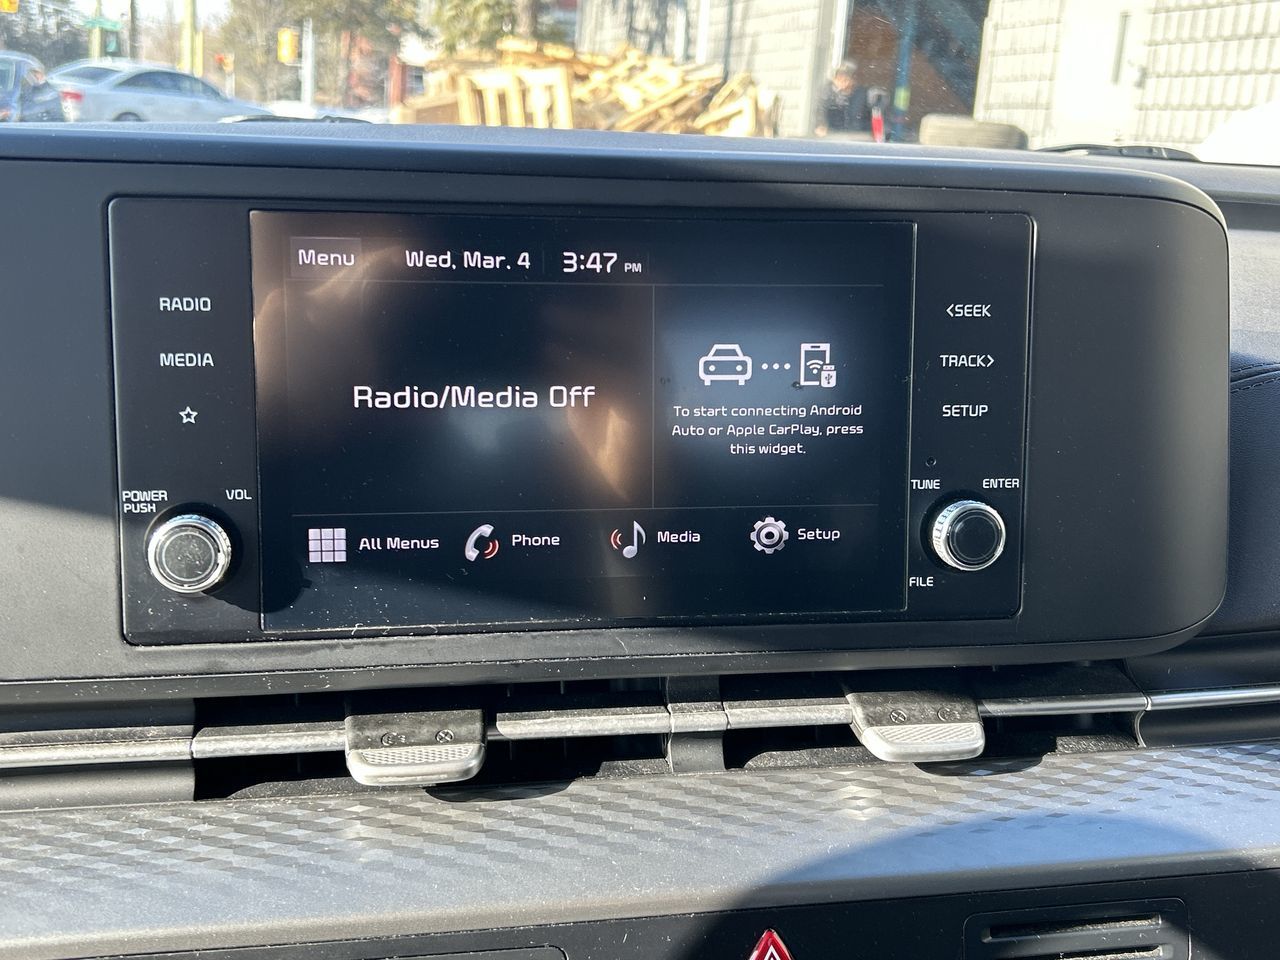 Menu Wed, Mar. 4 3:47 PM
RADIO
MEDIA
POWER
PUSH
VOL
Radio/Media Off
To start connecting Android
Auto or Apple CarPlay, press
this widget.
All Menus Phone Media Setup
<SEEK
TRACK>
SETUP
TUNE
ENTER
FILE